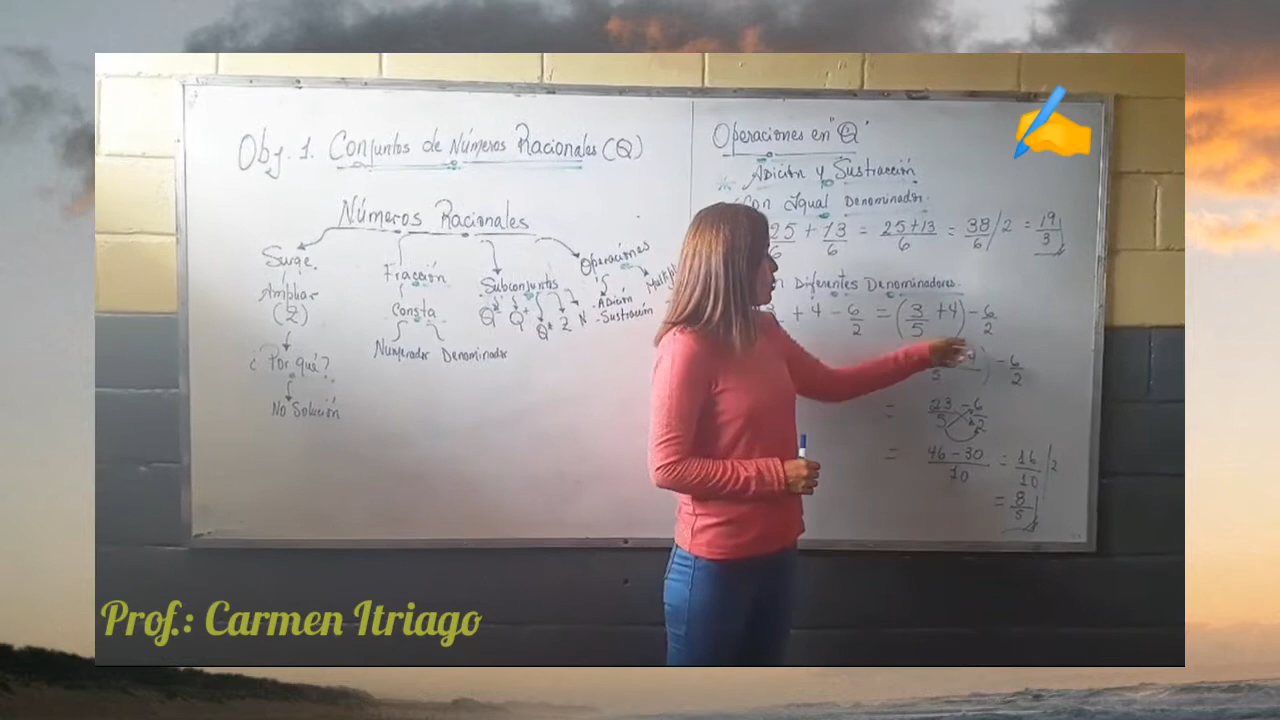 Obj. 1. Conjuntos de Números Racionales (Q)
Números Racionales
Surge
Ampliar
(Z)
¿Por qué?
No Solución
Fracción
Consta
Numerador Denominador
Subconjuntos
Q⁺ Q* Z N
Operaciones
- Adición
- Sustracción
Operaciones en "Q"
* Adición y Sustracción
Con Igual Denominador
25/6 + 13/6 = 25+13/6 = 38/6 /2 = 19/3
Diferentes Denominadores
+ 4 - 6/2 = (3/5 + 4) - 6/2
- 6/2
= 23/5 - 6/2
= 46 - 30/10 = 16/10 /2
= 8/5
Prof.: Carmen Itriago